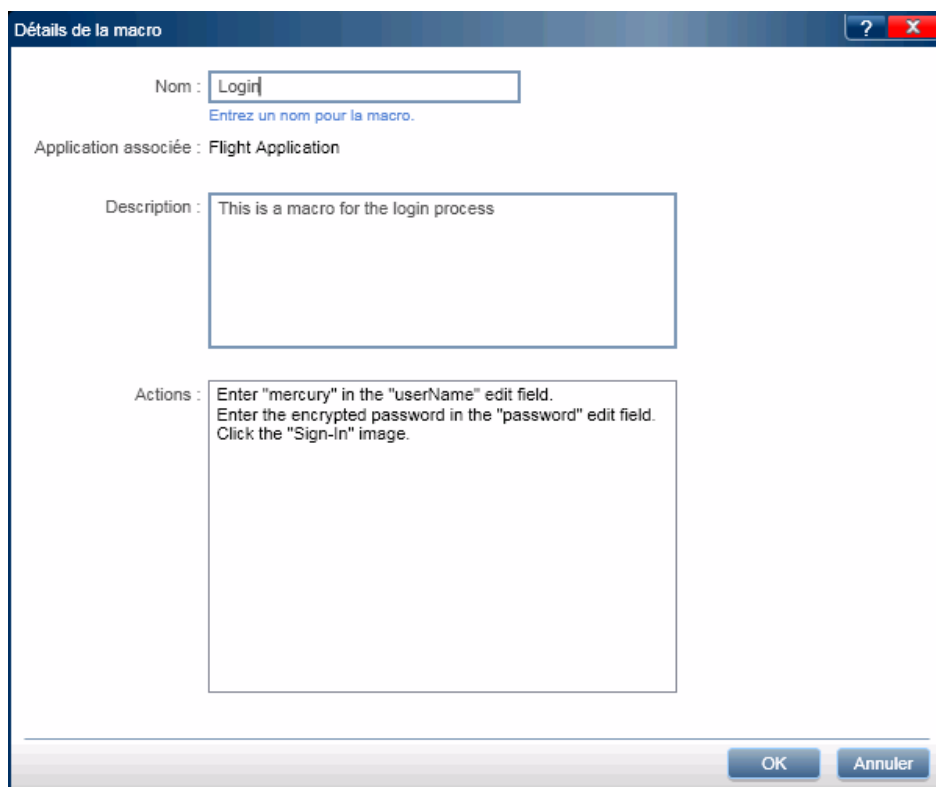 Détails de la macro
? X
Nom : Login
Entrez un nom pour la macro.
Application associée : Flight Application
Description : This is a macro for the login process
Actions : Enter "mercury" in the "userName" edit field.
Enter the encrypted password in the "password" edit field.
Click the "Sign-In" image.
OK Annuler